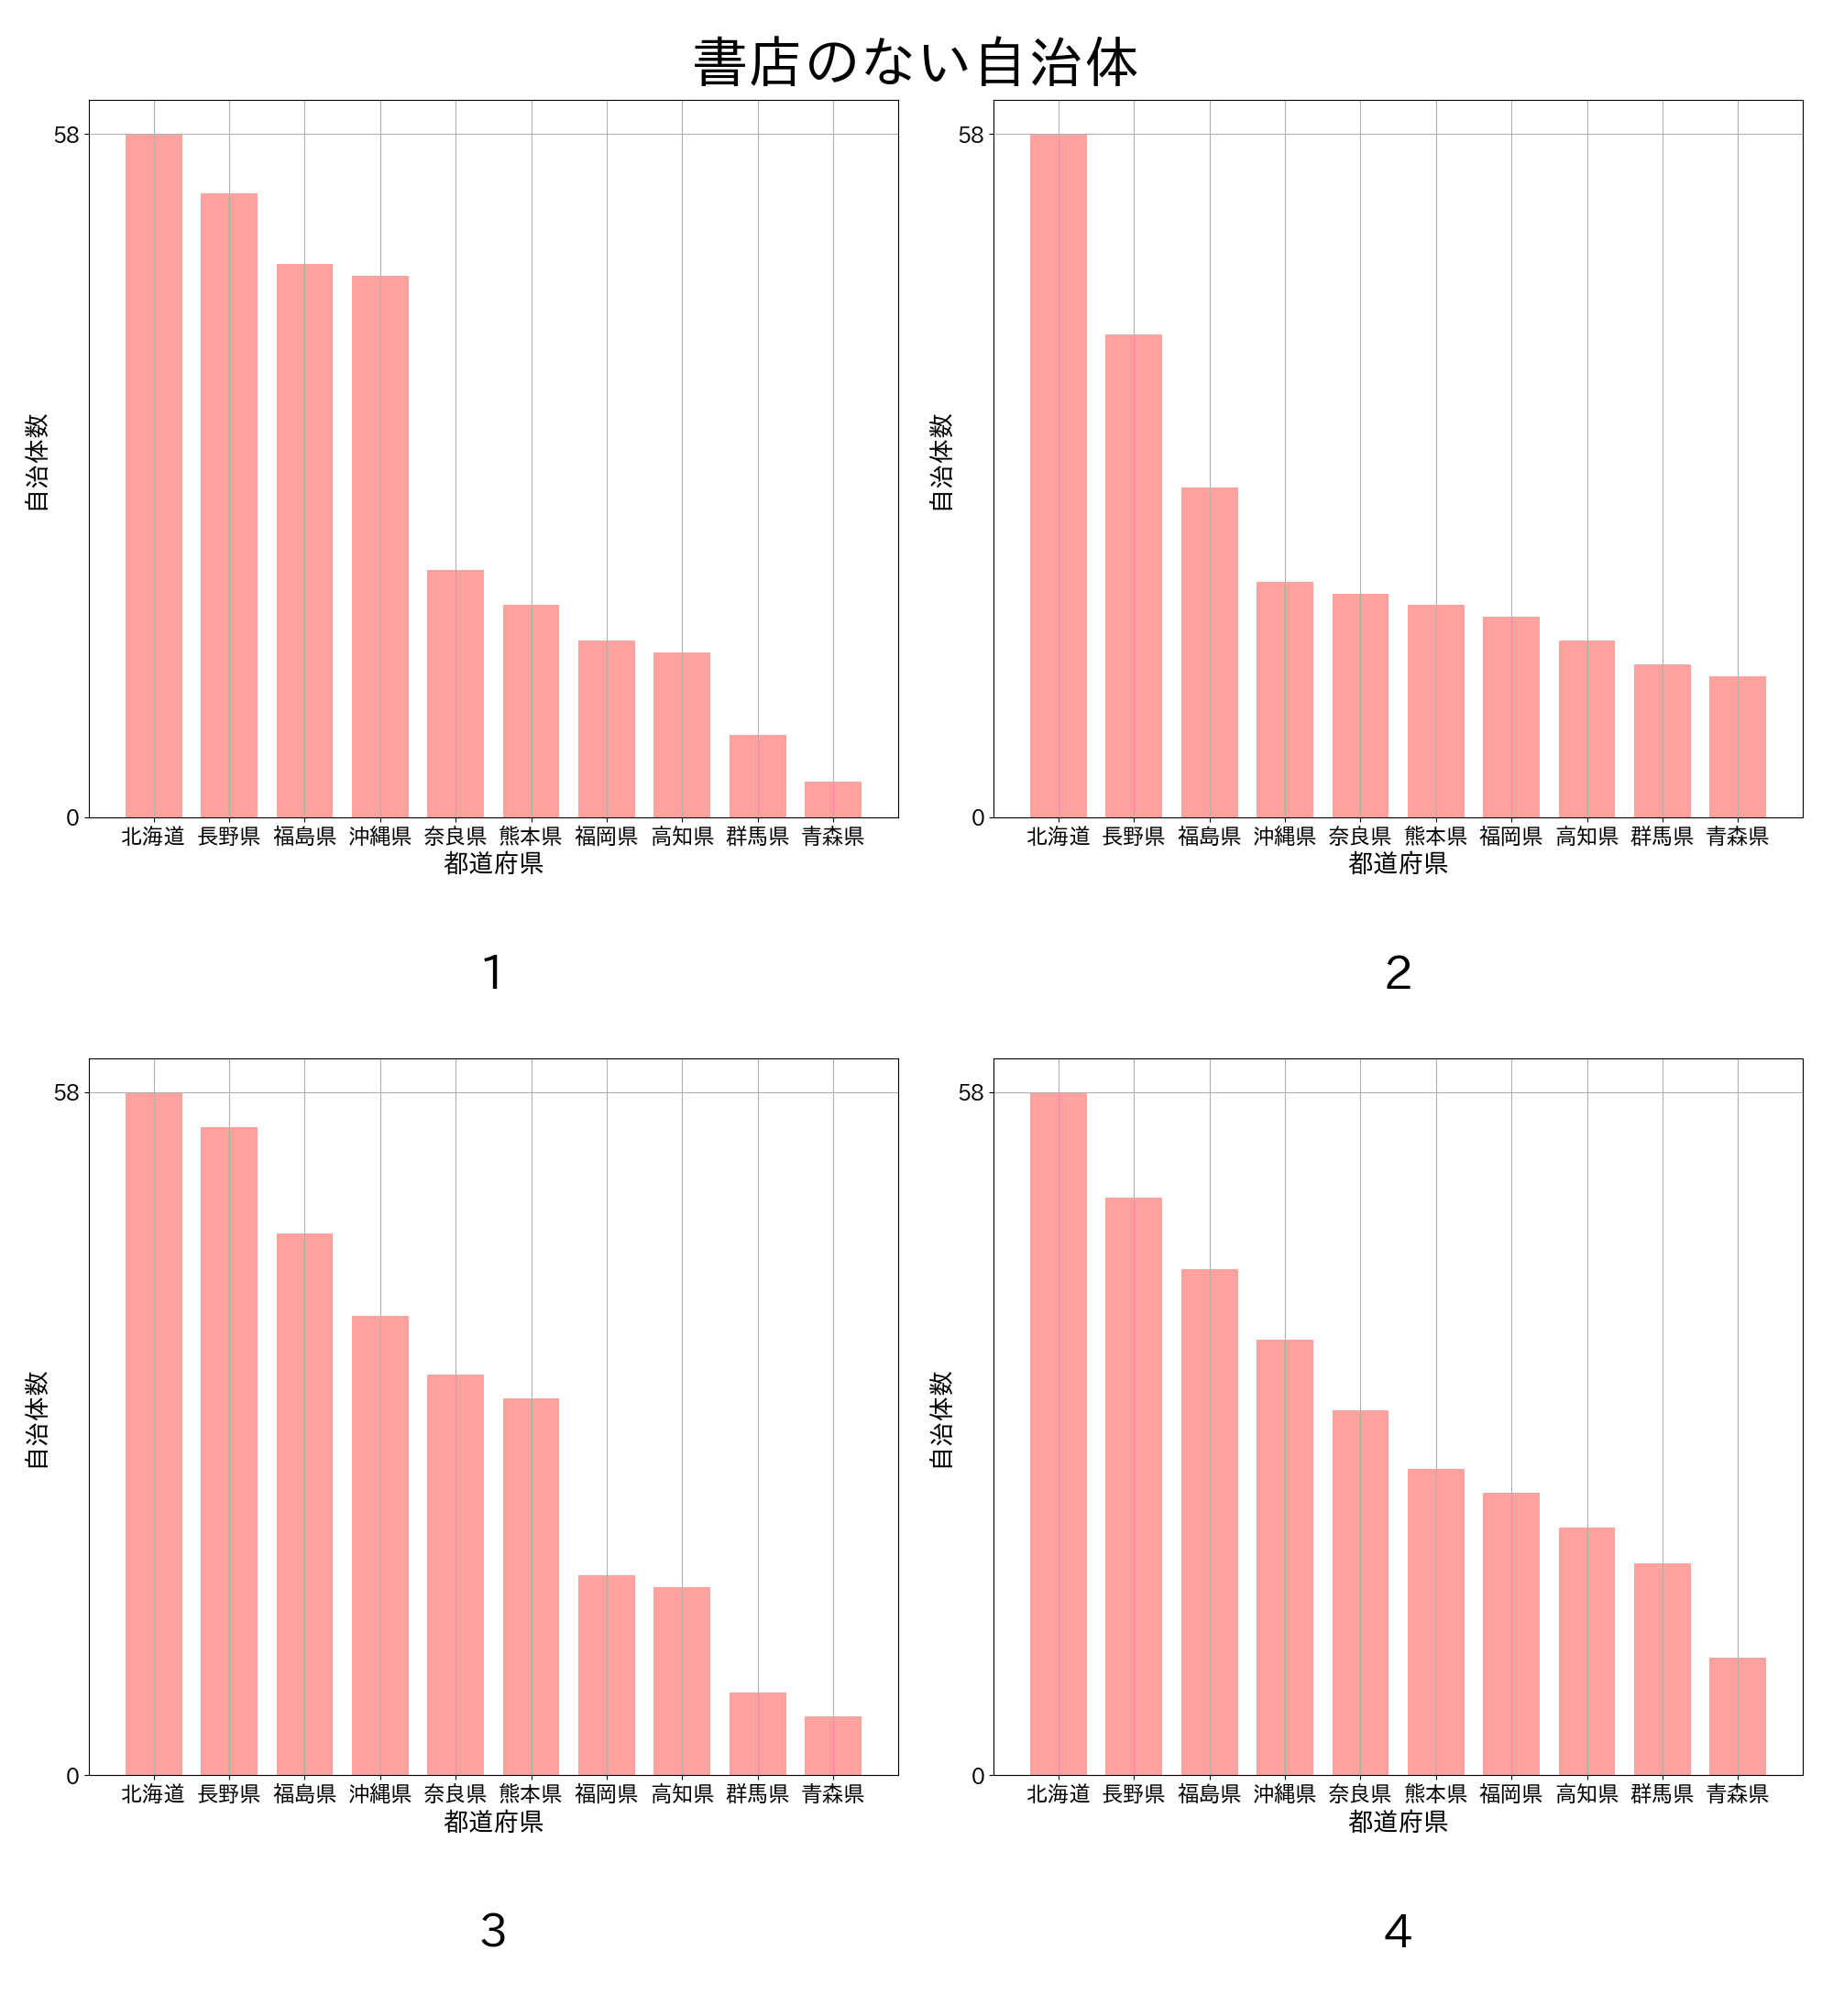 書店のない自治体
58
0
自治体数
北海道 長野県 福島県 沖縄県 奈良県 熊本県 福岡県 高知県 群馬県 青森県
都道府県
1
58
0
自治体数
北海道 長野県 福島県 沖縄県 奈良県 熊本県 福岡県 高知県 群馬県 青森県
都道府県
2
58
0
自治体数
北海道 長野県 福島県 沖縄県 奈良県 熊本県 福岡県 高知県 群馬県 青森県
都道府県
3
58
0
自治体数
北海道 長野県 福島県 沖縄県 奈良県 熊本県 福岡県 高知県 群馬県 青森県
都道府県
4